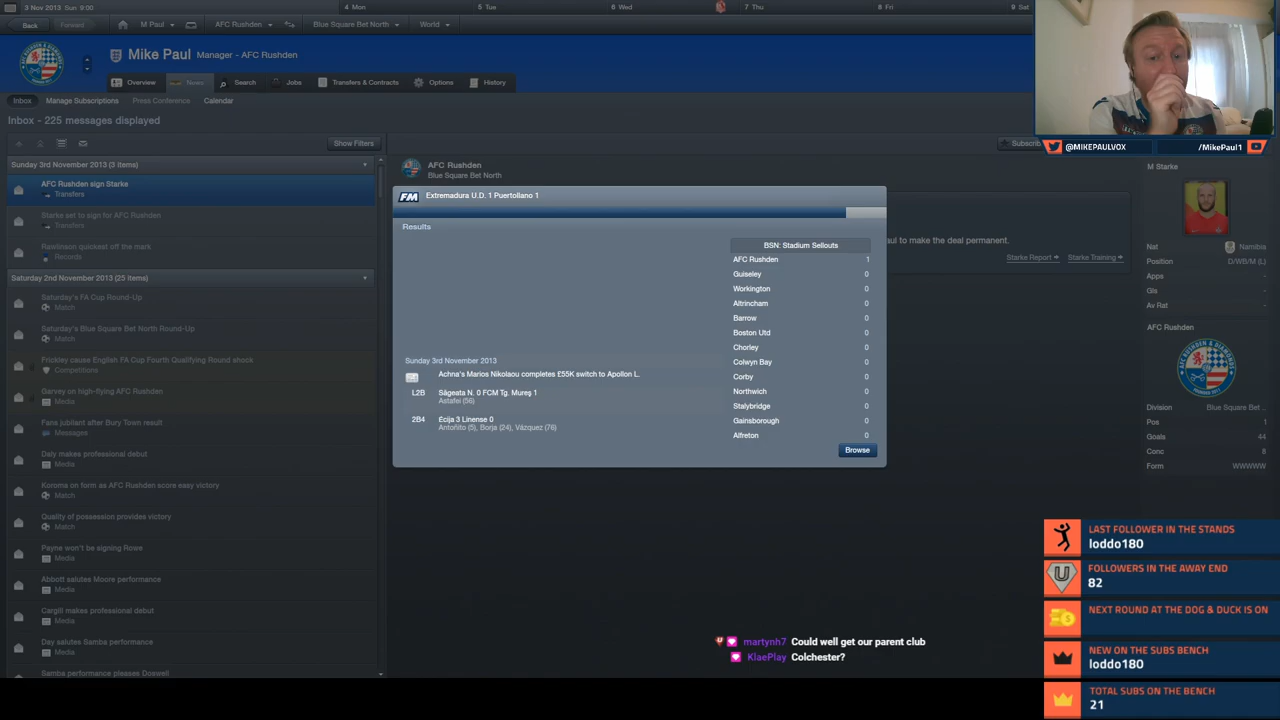 3 Nov 2013 Sun 9:00
4 Mon
5 Tue
6 Wed
7 Thu
8 Fri
9 Sat
Back
Forward
M Paul
AFC Rushden
Blue Square Bet North
World
Mike Paul Manager - AFC Rushden
Overview
News
Search
Jobs
Transfers & Contracts
Options
History
Inbox
Manage Subscriptions
Press Conference
Calendar
Inbox - 225 messages displayed
Show Filters
Sunday 3rd November 2013 (3 Items)
AFC Rushden sign Starke
Transfers
Starke set to sign for AFC Rushden
Transfers
Rawlinson quickest off the mark
Records
Saturday 2nd November 2013 (25 Items)
Saturday's FA Cup Round-Up
Match
Saturday's Blue Square Bet North Round-Up
Match
Frickley cause English FA Cup Fourth Qualifying Round shock
Competitions
Garvey on high-flying AFC Rushden
Media
Fans jubilant after Bury Town result
Messages
Daly makes professional debut
Media
Koroma on form as AFC Rushden score easy victory
Match
Quality of possession provides victory
Match
Payne won't be signing Rowe
Media
Abbott salutes Moore performance
Media
Cargill makes professional debut
Media
Day salutes Samba performance
Media
Samba performance pleases Doswell
AFC Rushden
Blue Square Bet North
FM Extremadura U.D. 1 Puertollano 1
Results
BSN: Stadium Sellouts
AFC Rushden 1
Guiseley 0
Workington 0
Altrincham 0
Barrow 0
Boston Utd 0
Chorley 0
Colwyn Bay 0
Corby 0
Northwich 0
Stalybridge 0
Gainsborough 0
Alfreton 0
Sunday 3rd November 2013
Achna's Marios Nikolaou completes £55K switch to Apollon L.
L2B Săgeata N. 0 FCM Tg. Mureş 1
Astafei (56)
2B4 Écija 3 Linense 0
Antoñito (5), Borja (24), Vázquez (76)
Browse
aul to make the deal permanent.
Starke Report
Starke Training
@MIKEPAULVOX
/MikePaul1
M Starke
Nat Namibia
Position D/WB/M (L)
Apps -
Gls -
Av Rat -
AFC Rushden
Division Blue Square Bet ..
Pos 1
Goals 44
Conc 8
Form WWWWW
LAST FOLLOWER IN THE STANDS
loddo180
FOLLOWERS IN THE AWAY END
82
NEXT ROUND AT THE DOG & DUCK IS ON
NEW ON THE SUBS BENCH
loddo180
TOTAL SUBS ON THE BENCH
21
martynh7 Could well get our parent club
KlaePlay Colchester?